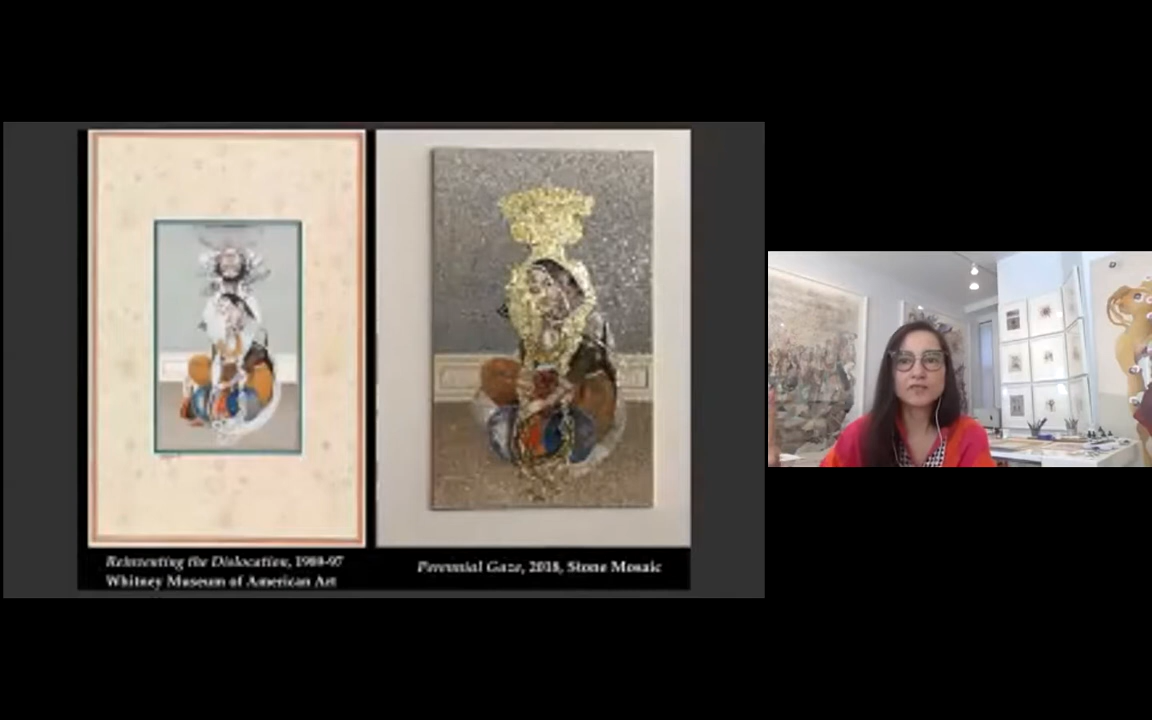 Reinventing the Dislocation, 1989-97
Whitney Museum of American Art
Perennial Gaze, 2018, Stone Mosaic